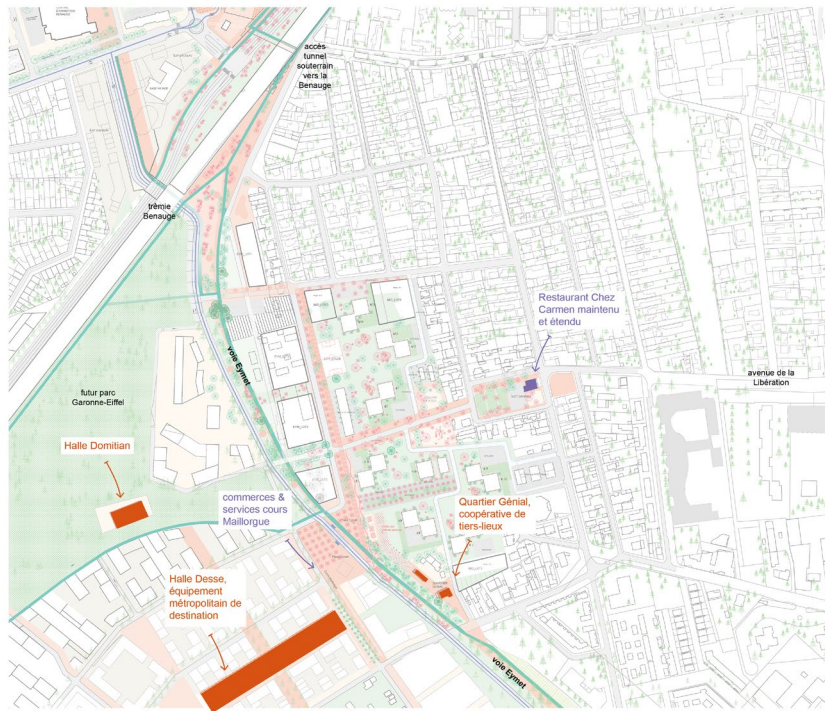 accès
tunnel
souterrain
vers la
Benauge
trémie
Benauge
Restaurant Chez
Carmen maintenu
et étendu
voie Eymet
avenue de la
Libération
futur parc
Garonne-Eiffel
Halle Domitian
commerces &
services cours
Maillorgue
Quartier Génial,
coopérative de
tiers-lieux
Halle Desse,
équipement
métropolitain de
destination
voie Eymet